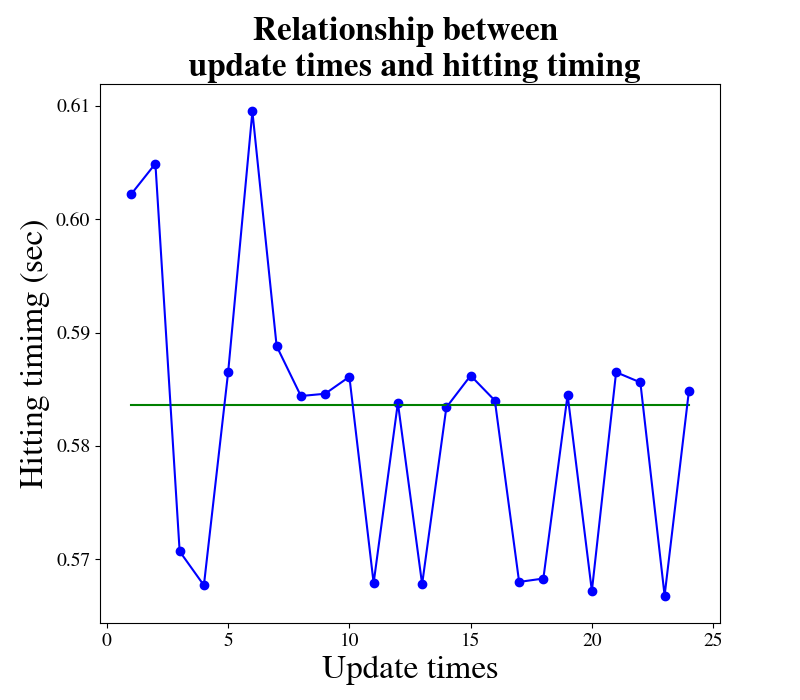 Relationship between
update times and hitting timing
0.61
0.60
0.59
0.58
0.57
Hitting timimg (sec)
0 5 10 15 20 25
Update times